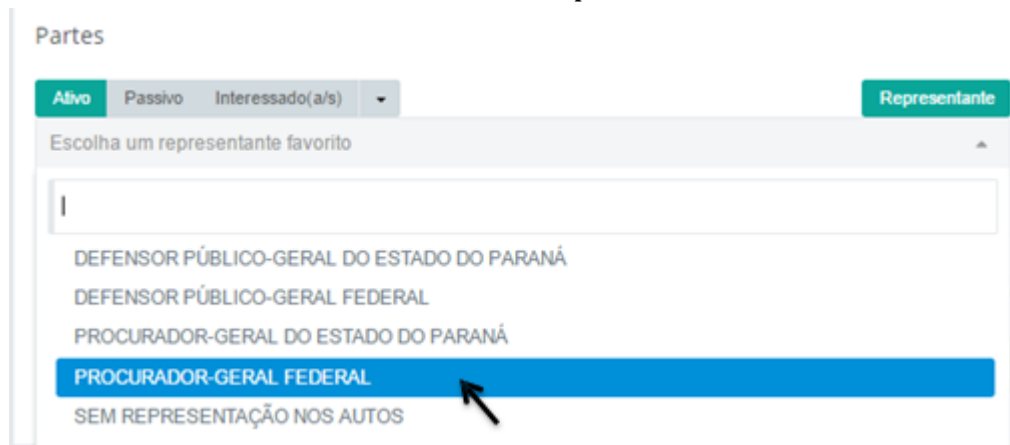 Partes
Ativo Passivo Interessado(a/s) Representante
Escolha um representante favorito
DEFENSOR PÚBLICO-GERAL DO ESTADO DO PARANÁ
DEFENSOR PÚBLICO-GERAL FEDERAL
PROCURADOR-GERAL DO ESTADO DO PARANÁ
PROCURADOR-GERAL FEDERAL
SEM REPRESENTAÇÃO NOS AUTOS